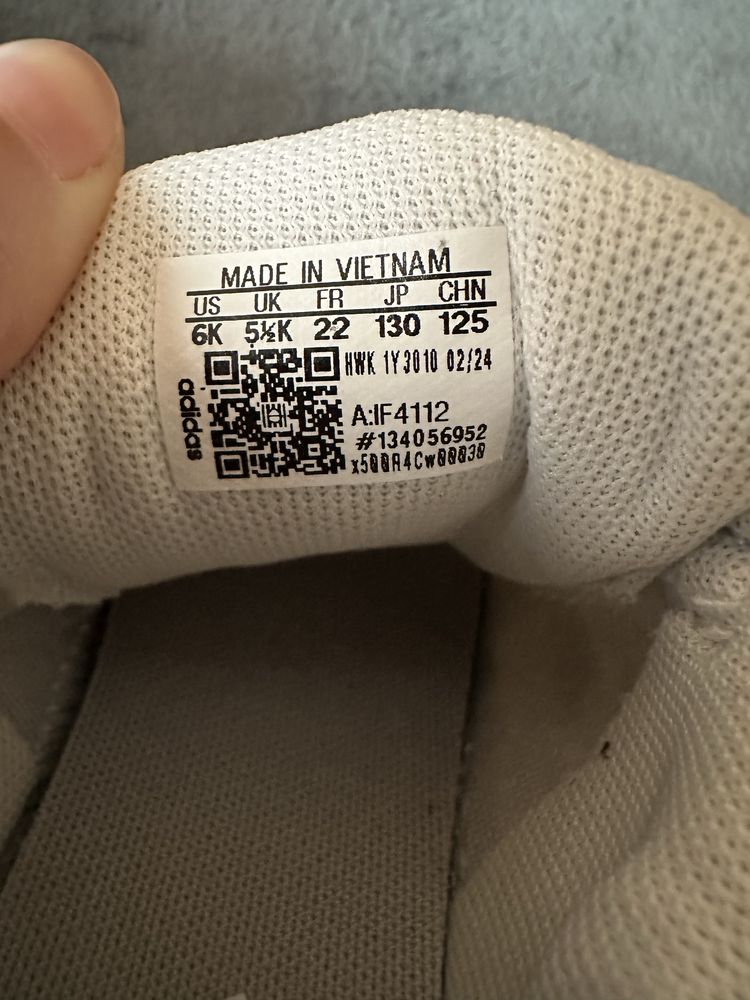 MADE IN VIETNAM
US UK FR JP CHN
6K 5½K 22 130 125
HWK 1Y3010 02/24
adidas
A:IF4112
#134056952
x500R4Cw00030